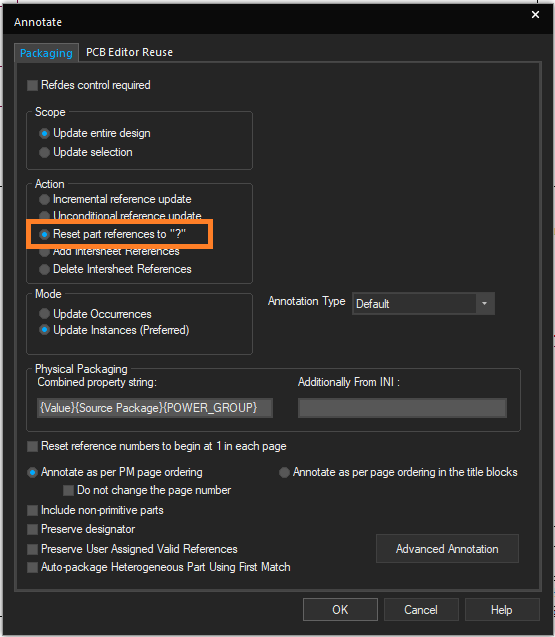 Annotate
Packaging PCB Editor Reuse
Refdes control required
Scope
Update entire design
Update selection
Action
Incremental reference update
Unconditional reference update
Reset part references to "?"
Add Intersheet References
Delete Intersheet References
Mode
Update Occurrences
Update Instances (Preferred)
Annotation Type Default
Physical Packaging
Combined property string: Additionally From INI :
{Value}{Source Package}{POWER_GROUP}
Reset reference numbers to begin at 1 in each page
Annotate as per PM page ordering Annotate as per page ordering in the title blocks
Do not change the page number
Include non-primitive parts
Preserve designator
Preserve User Assigned Valid References
Auto-package Heterogeneous Part Using First Match
Advanced Annotation
OK Cancel Help